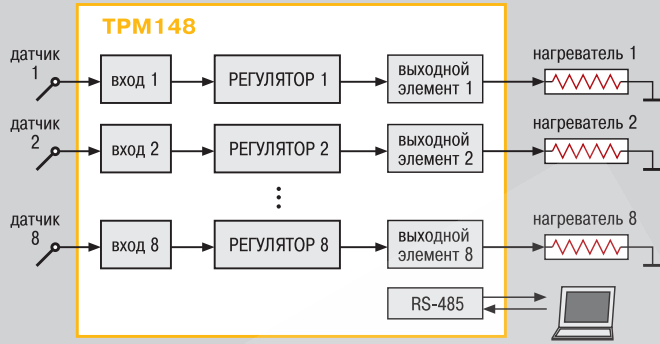 ТРМ148
датчик
1
вход 1
РЕГУЛЯТОР 1
выходной
элемент 1
нагреватель 1
датчик
2
вход 2
РЕГУЛЯТОР 2
выходной
элемент 2
нагреватель 2
датчик
8
вход 8
РЕГУЛЯТОР 8
выходной
элемент 8
нагреватель 8
RS-485